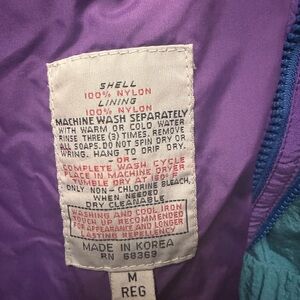 SHELL
100% NYLON
LINING
100% NYLON
MACHINE WASH SEPARATELY
WITH WARM OR COLD WATER
RINSE THREE (3) TIMES. REMOVE
ALL SOAPS. DO NOT SPIN DRY OR
WRING, HANG TO DRIP DRY.
-OR-
COMPLETE WASH CYCLE
PLACE IN MACHINE DRYER
TUMBLE DRY AT
ONLY NON-CHLORINE BLEACH
WHEN NEEDED
DRY CLEANABLE
WASHING AND COOL IRON
TOUCH UP RECOMMENDED
FOR APPEARANCE AND LONGER
LASTING REPELLENCY
MADE IN KOREA
RN 68369
M
REG